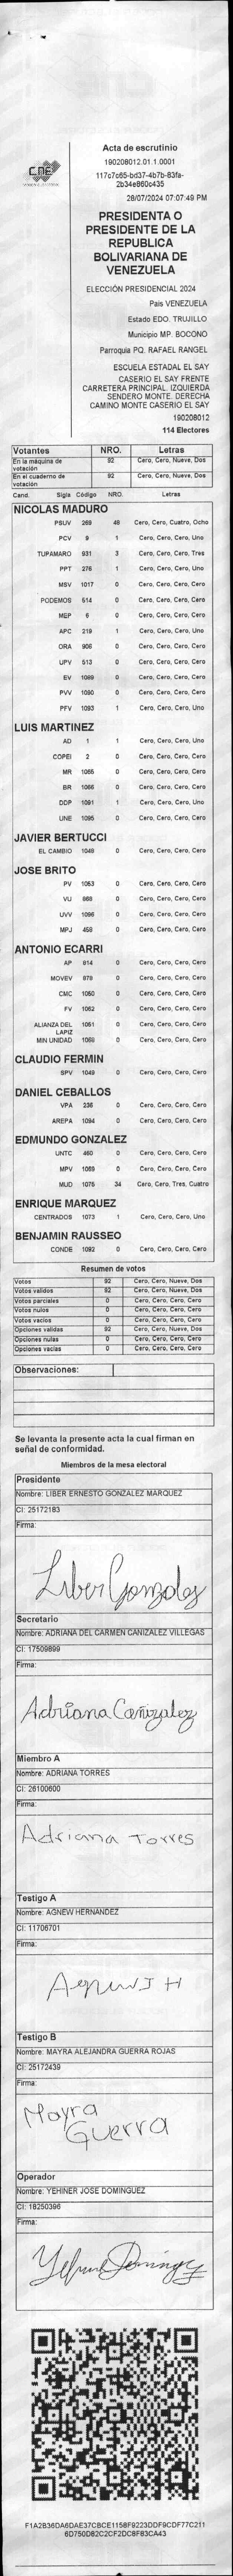 CNE
Acta de escrutinio
190208012.01.1.0001
117c7c65-bd37-4b7b-83fa-
2b34e860c435
28/07/2024 07:07:49 PM
PRESIDENTA O
PRESIDENTE DE LA
REPUBLICA
BOLIVARIANA DE
VENEZUELA
ELECCIÓN PRESIDENCIAL 2024
País VENEZUELA
Estado EDO. TRUJILLO
Municipio MP. BOCONO
Parroquia PQ. RAFAEL RANGEL
ESCUELA ESTADAL EL SAY
CASERIO EL SAY FRENTE
CARRETERA PRINCIPAL. IZQUIERDA
SENDERO MONTE. DERECHA
CAMINO MONTE CASERIO EL SAY
190208012
114 Electores
Votantes NRO. Letras
En la máquina de votación 92 Cero, Cero, Nueve, Dos
En el cuaderno de votación 92 Cero, Cero, Nueve, Dos
Cand. Sigla Código NRO. Letras
NICOLAS MADURO
PSUV 269 48 Cero, Cero, Cuatro, Ocho
PCV 9 1 Cero, Cero, Cero, Uno
TUPAMARO 931 3 Cero, Cero, Cero, Tres
PPT 276 1 Cero, Cero, Cero, Uno
MSV 1017 0 Cero, Cero, Cero, Cero
PODEMOS 514 0 Cero, Cero, Cero, Cero
MEP 6 0 Cero, Cero, Cero, Cero
APC 219 1 Cero, Cero, Cero, Uno
ORA 906 0 Cero, Cero, Cero, Cero
UPV 513 0 Cero, Cero, Cero, Cero
EV 1089 0 Cero, Cero, Cero, Cero
PVV 1090 0 Cero, Cero, Cero, Cero
PFV 1093 1 Cero, Cero, Cero, Uno
LUIS MARTINEZ
AD 1 1 Cero, Cero, Cero, Uno
COPEI 2 0 Cero, Cero, Cero, Cero
MR 1055 0 Cero, Cero, Cero, Cero
BR 1066 0 Cero, Cero, Cero, Cero
DDP 1091 1 Cero, Cero, Cero, Uno
UNE 1095 0 Cero, Cero, Cero, Cero
JAVIER BERTUCCI
EL CAMBIO 1049 0 Cero, Cero, Cero, Cero
JOSE BRITO
PV 1053 0 Cero, Cero, Cero, Cero
VU 868 0 Cero, Cero, Cero, Cero
UVV 1096 0 Cero, Cero, Cero, Cero
MPJ 458 0 Cero, Cero, Cero, Cero
ANTONIO ECARRI
AP 814 0 Cero, Cero, Cero, Cero
MOVEV 979 0 Cero, Cero, Cero, Cero
CMC 1050 0 Cero, Cero, Cero, Cero
FV 1062 0 Cero, Cero, Cero, Cero
ALIANZA DEL LAPIZ 1051 0 Cero, Cero, Cero, Cero
MIN UNIDAD 1068 0 Cero, Cero, Cero, Cero
CLAUDIO FERMIN
SPV 1048 0 Cero, Cero, Cero, Cero
DANIEL CEBALLOS
VPA 236 0 Cero, Cero, Cero, Cero
AREPA 1094 0 Cero, Cero, Cero, Cero
EDMUNDO GONZALEZ
UNTC 460 0 Cero, Cero, Cero, Cero
MPV 1069 0 Cero, Cero, Cero, Cero
MUD 1075 34 Cero, Cero, Tres, Cuatro
ENRIQUE MARQUEZ
CENTRADOS 1073 1 Cero, Cero, Cero, Uno
BENJAMIN RAUSSEO
CONDE 1092 0 Cero, Cero, Cero, Cero
Resumen de votos
Votos 92 Cero, Cero, Nueve, Dos
Votos válidos 92 Cero, Cero, Nueve, Dos
Votos parciales 0 Cero, Cero, Cero, Cero
Votos nulos 0 Cero, Cero, Cero, Cero
Votos vacíos 0 Cero, Cero, Cero, Cero
Opciones válidas 92 Cero, Cero, Nueve, Dos
Opciones nulas 0 Cero, Cero, Cero, Cero
Opciones vacías 0 Cero, Cero, Cero, Cero
Observaciones:
Se levanta la presente acta la cual firman en
señal de conformidad.
Miembros de la mesa electoral
Presidente
Nombre: LIBER ERNESTO GONZALEZ MARQUEZ
CI: 25172183
Firma:
Liber Gonzalez
Secretario
Nombre: ADRIANA DEL CARMEN CAÑIZALEZ VILLEGAS
CI: 17509899
Firma:
Adriana Cañizalez
Miembro A
Nombre: ADRIANA TORRES
CI: 26100600
Firma:
Adriana Torres
Testigo A
Nombre: AGNEW HERNANDEZ
CI: 11706701
Firma:
Testigo B
Nombre: MAYRA ALEJANDRA GUERRA ROJAS
CI: 25172439
Firma:
Mayra
Guerra
Operador
Nombre: YEHINER JOSE DOMINGUEZ
CI: 18250396
Firma:
F1A2B36DA6DAE37CBCE1158F9223DDF9CDF77C211
6D750D82C2CF2DC8F83CA43